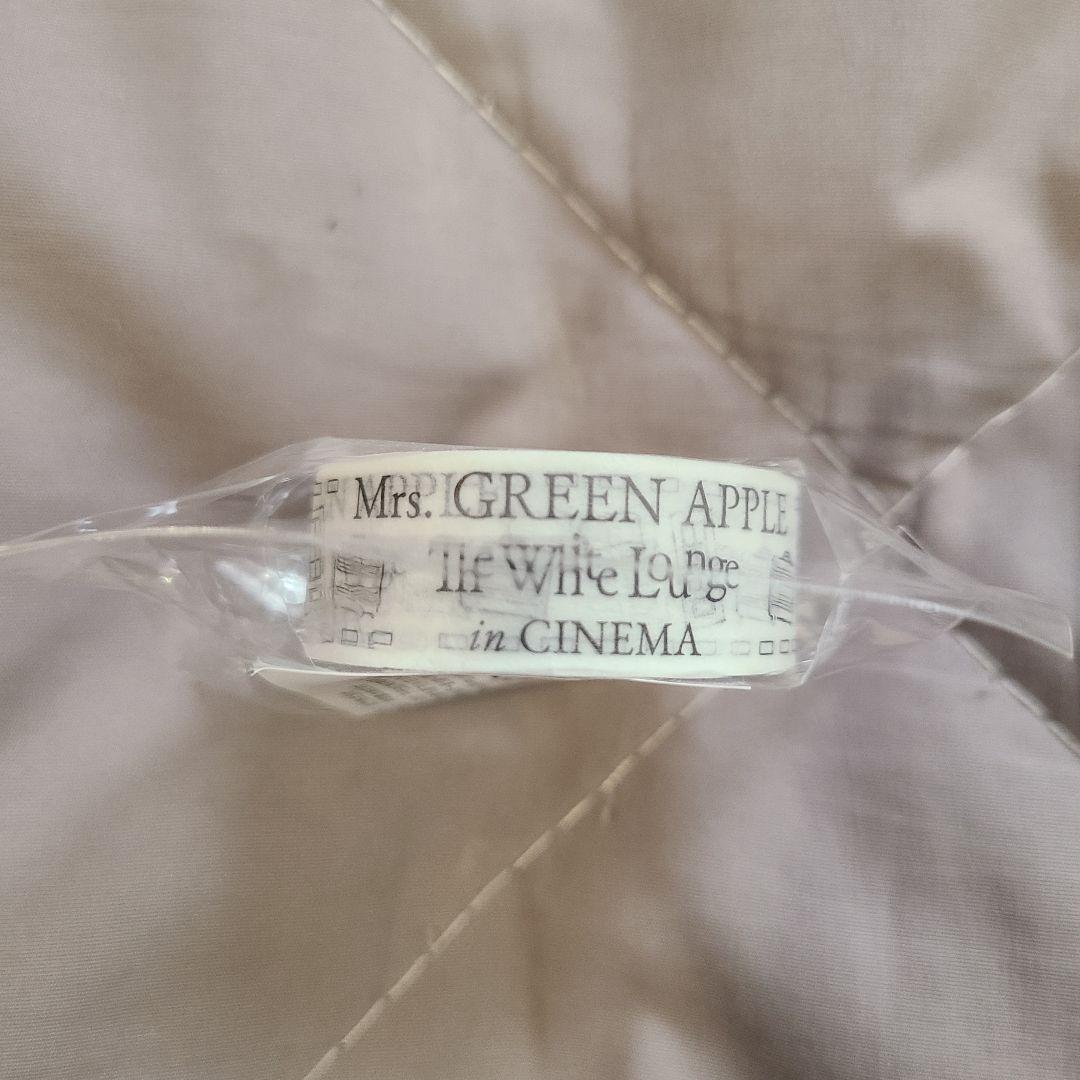 Mrs. GREEN APPLE
The White Lounge
in CINEMA